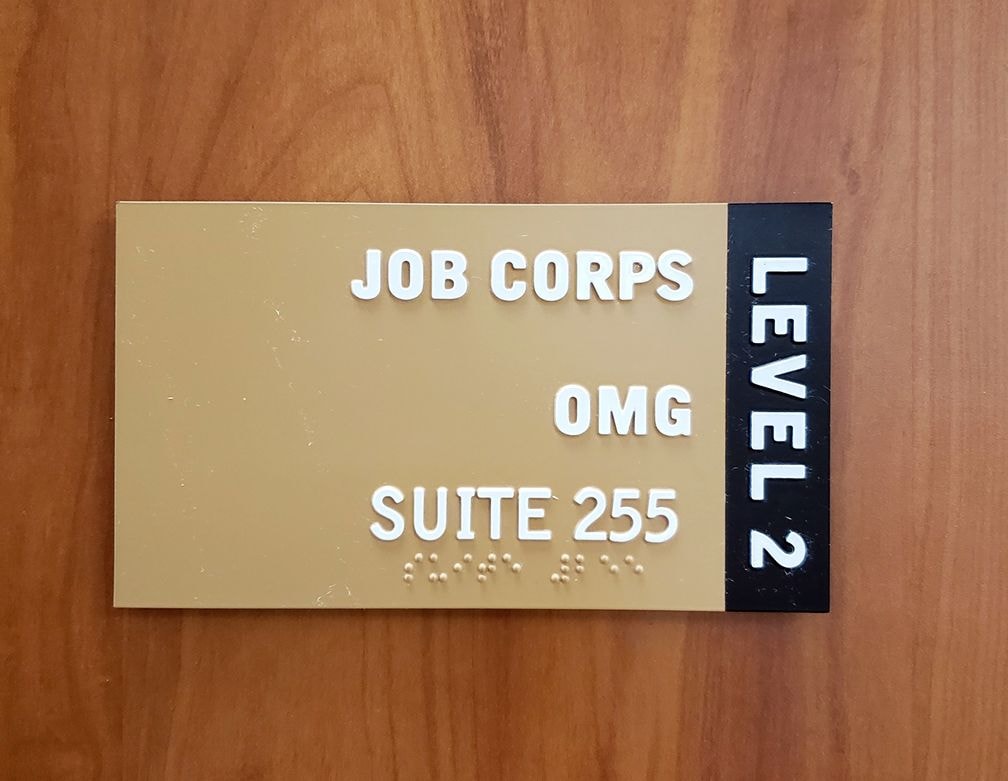 JOB CORPS
OMG
SUITE 255
⠎⠥⠊⠞⠑ ⠼⠃⠑⠑
LEVEL 2